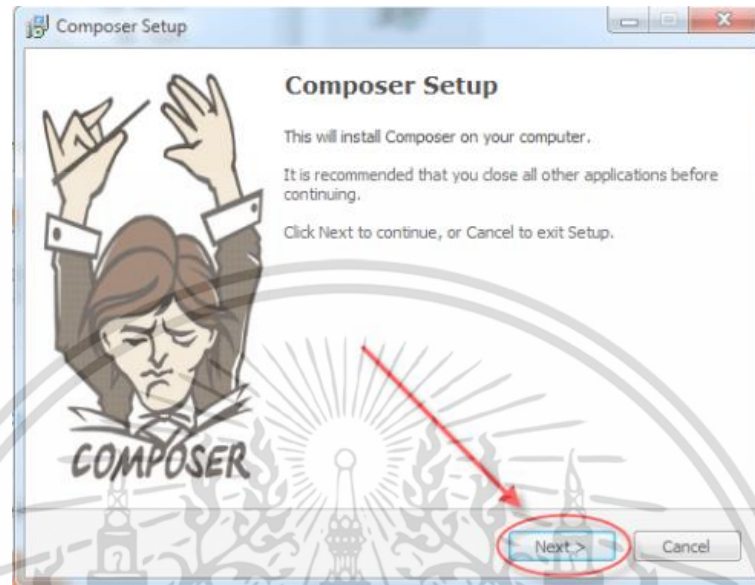 Composer Setup
Composer Setup
This will install Composer on your computer.
It is recommended that you close all other applications before
continuing.
Click Next to continue, or Cancel to exit Setup.
COMPOSER
Next >
Cancel